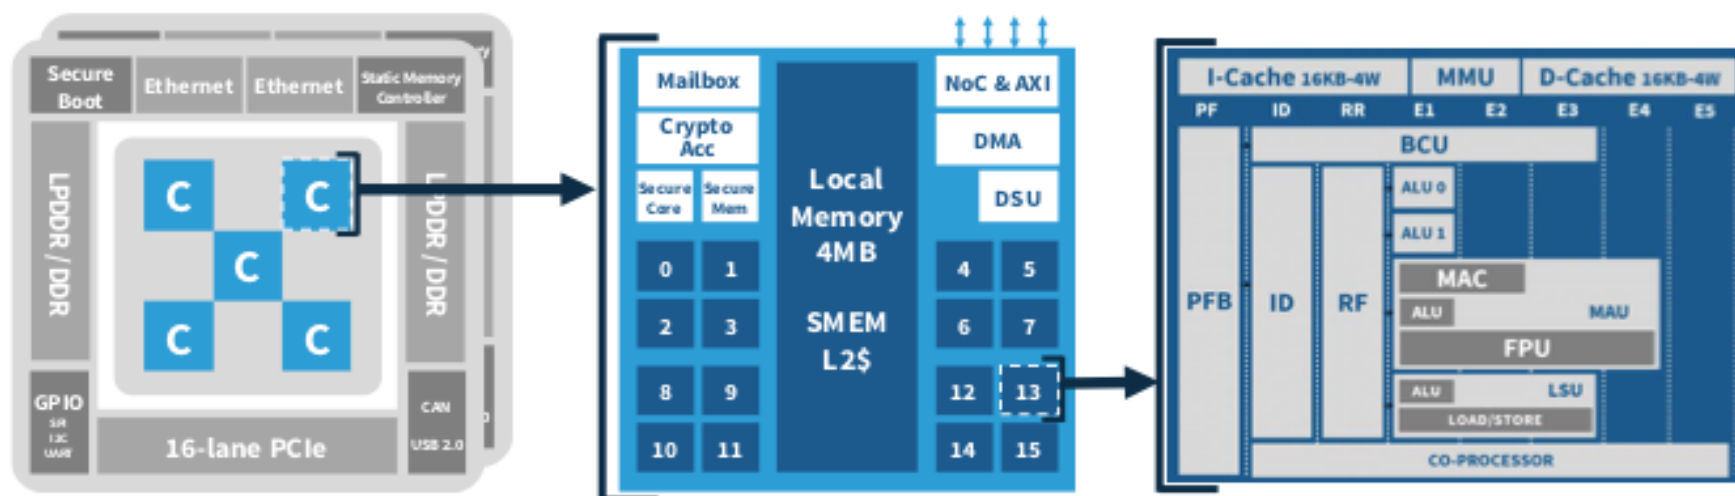 Secure
Boot
Ethernet
Ethernet
Static Memory
Controller
LPDDR / DDR
C
C
C
C
C
LPDDR / DDR
GPIO
SPI
I2C
UART
16-lane PCIe
CAN
USB 2.0
Mailbox
Crypto
Acc
Secure
Core
Secure
Mem
0 1
2 3
8 9
10 11
Local
Memory
4MB
SMEM
L2$
NoC & AXI
DMA
DSU
4 5
6 7
12 13
14 15
I-Cache 16KB-4W
MMU
D-Cache 16KB-4W
PF ID RR E1 E2 E3 E4 E5
BCU
PFB
ID
RF
ALU 0
ALU 1
MAC
ALU
MAU
FPU
ALU
LSU
LOAD/STORE
CO-PROCESSOR